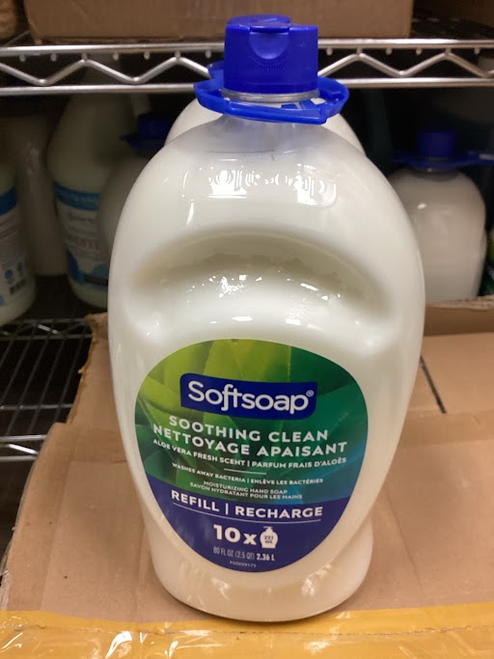 Softsoap®
SOOTHING CLEAN
NETTOYAGE APAISANT
ALOE VERA FRESH SCENT | PARFUM FRAIS D'ALOÈS
WASHES AWAY BACTERIA | ENLÈVE LES BACTÉRIES
MOISTURIZING HAND SOAP
SAVON HYDRATANT POUR LES MAINS
REFILL | RECHARGE
10x
80 FL OZ (2.5 QT) 2.36 L